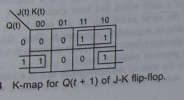 J(t) K(t)
Q(t) 00 01 11 10
0 0 0 1 1
1 1 0 0 1
K-map for Q(t + 1) of J-K flip-flop.